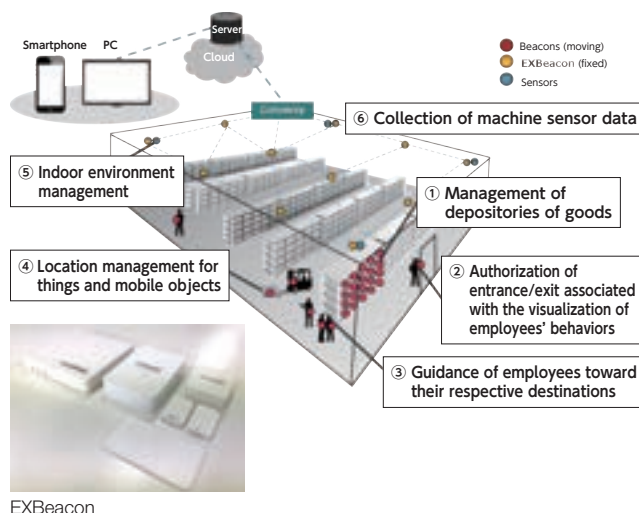 Smartphone PC
Server
Cloud
Beacons (moving)
EXBeacon (fixed)
Sensors
Gateway
⑥ Collection of machine sensor data
⑤ Indoor environment
management
① Management of
depositories of goods
④ Location management for
things and mobile objects
② Authorization of
entrance/exit associated
with the visualization of
employees' behaviors
③ Guidance of employees toward
their respective destinations
EXBeacon